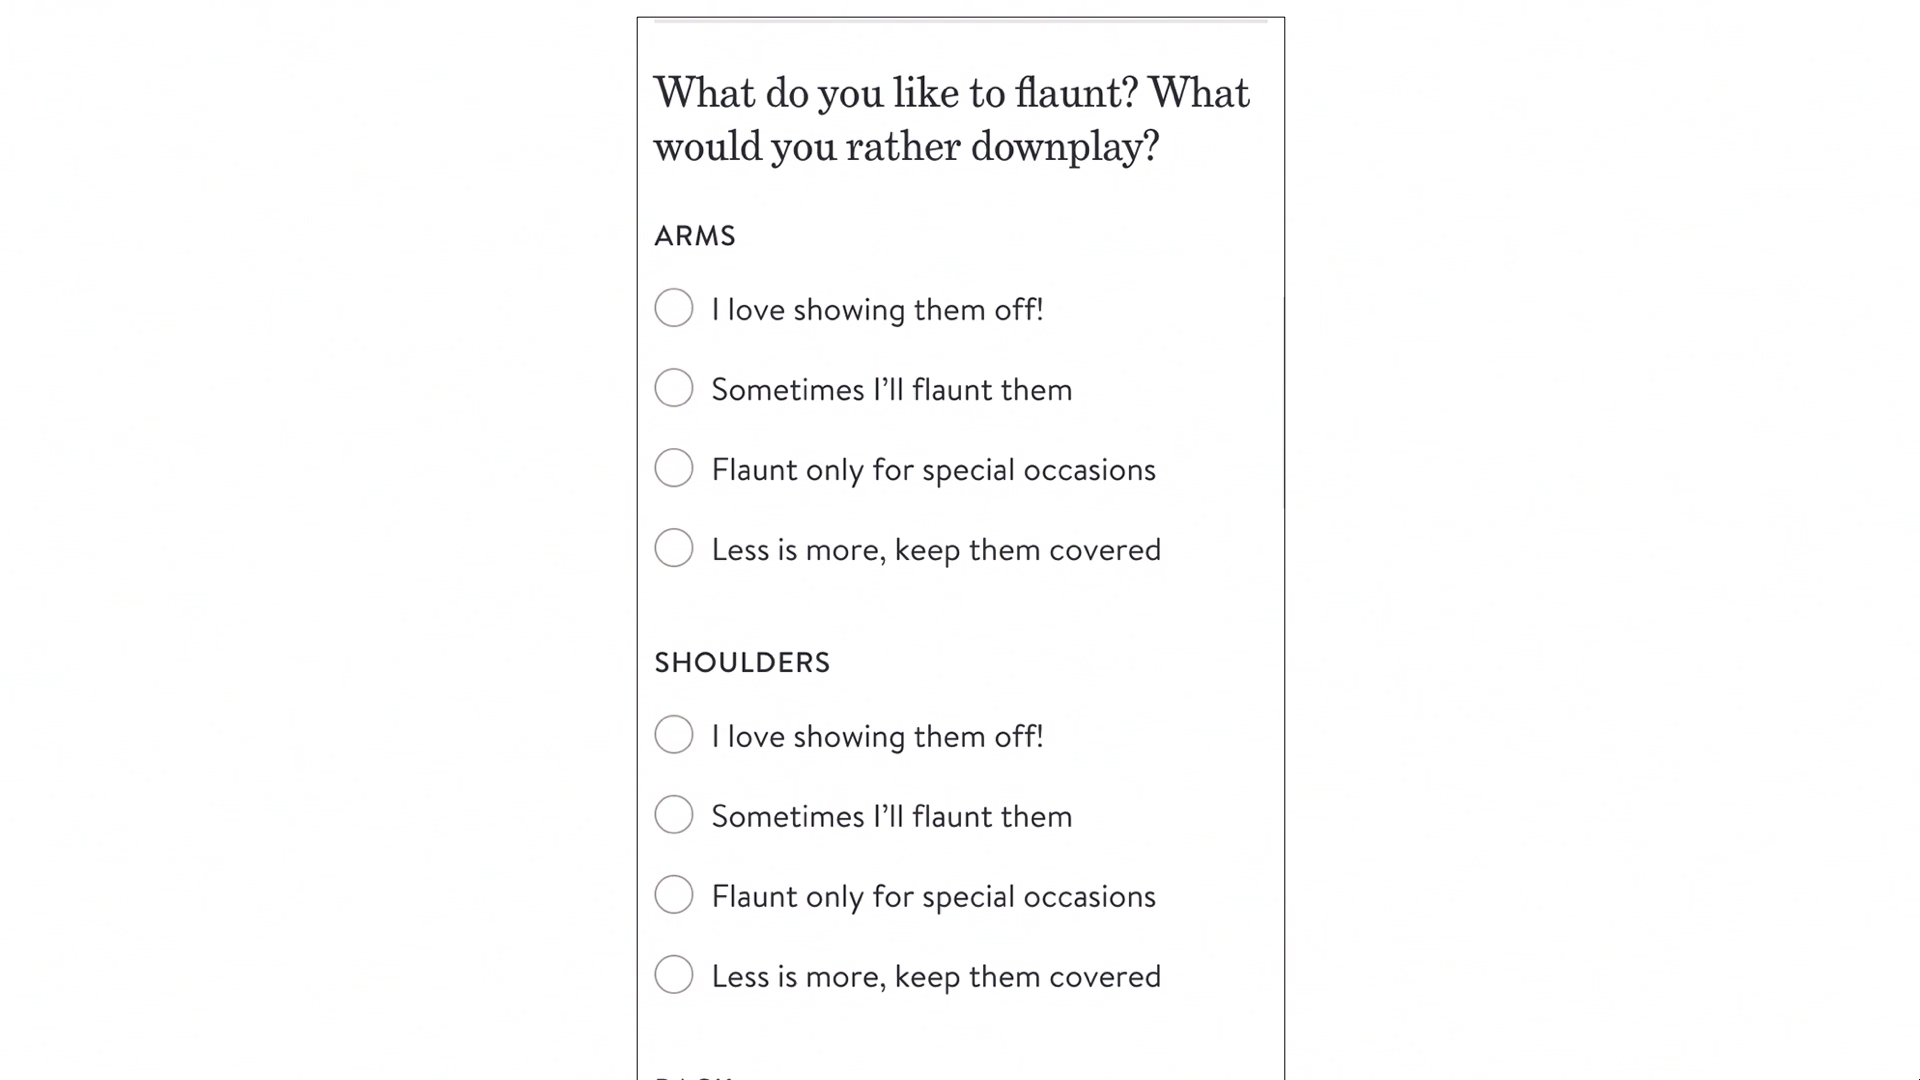 What do you like to flaunt? What
would you rather downplay?
ARMS
I love showing them off!
Sometimes I’ll flaunt them
Flaunt only for special occasions
Less is more, keep them covered
SHOULDERS
I love showing them off!
Sometimes I’ll flaunt them
Flaunt only for special occasions
Less is more, keep them covered